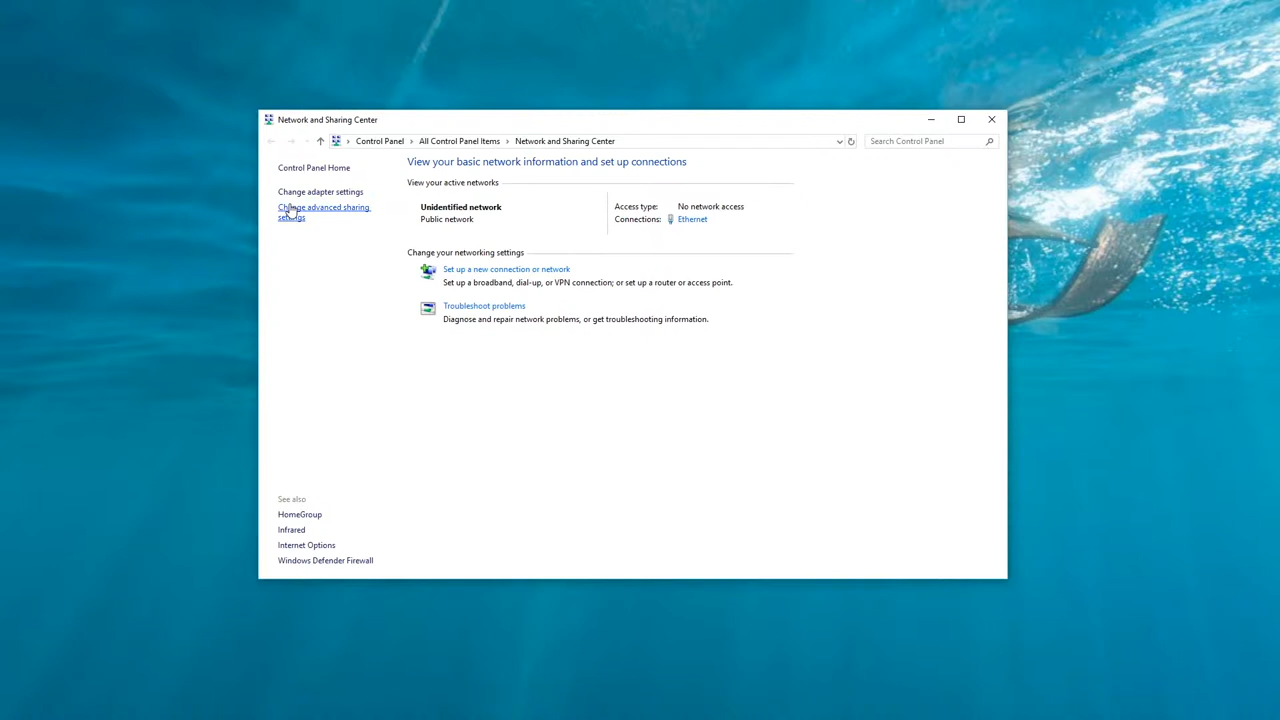 Network and Sharing Center
Control Panel > All Control Panel Items > Network and Sharing Center
Search Control Panel
Control Panel Home
Change adapter settings
Change advanced sharing
settings
View your basic network information and set up connections
View your active networks
Unidentified network
Public network
Access type: No network access
Connections: Ethernet
Change your networking settings
Set up a new connection or network
Set up a broadband, dial-up, or VPN connection; or set up a router or access point.
Troubleshoot problems
Diagnose and repair network problems, or get troubleshooting information.
See also
HomeGroup
Infrared
Internet Options
Windows Defender Firewall